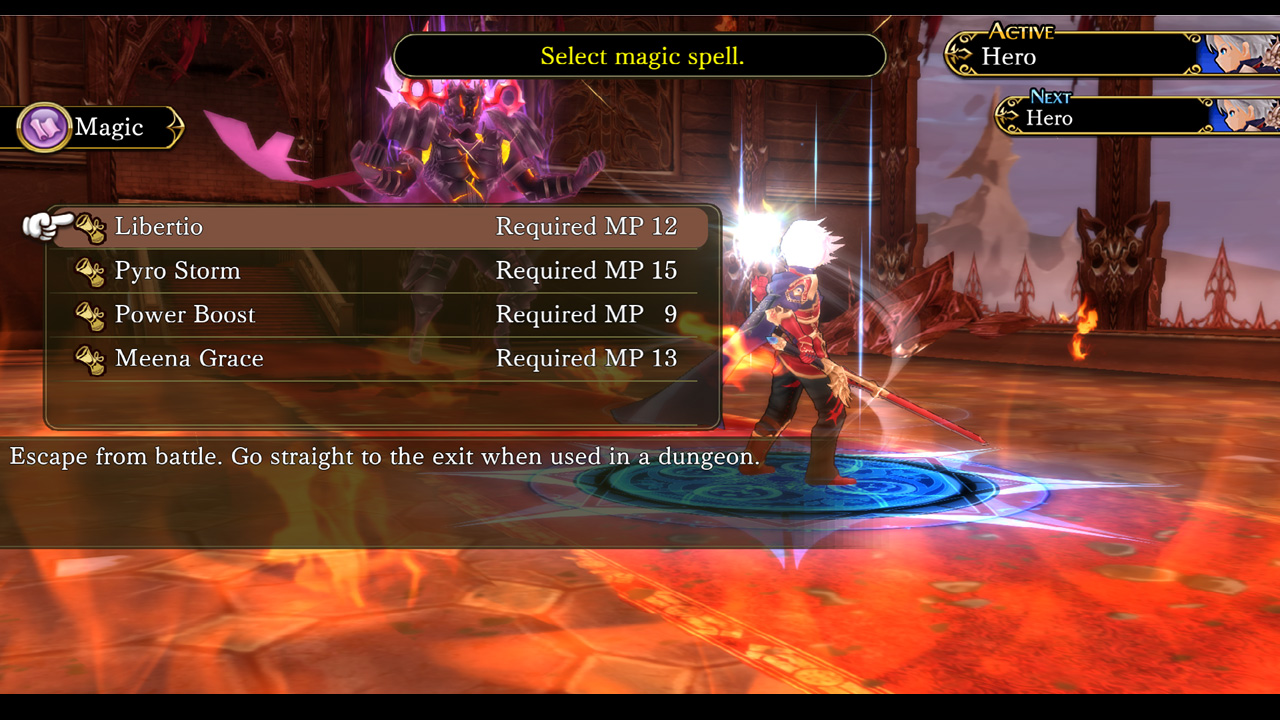 Select magic spell.
ACTIVE
Hero
NEXT
Hero
Magic
Libertio Required MP 12
Pyro Storm Required MP 15
Power Boost Required MP 9
Meena Grace Required MP 13
Escape from battle. Go straight to the exit when used in a dungeon.